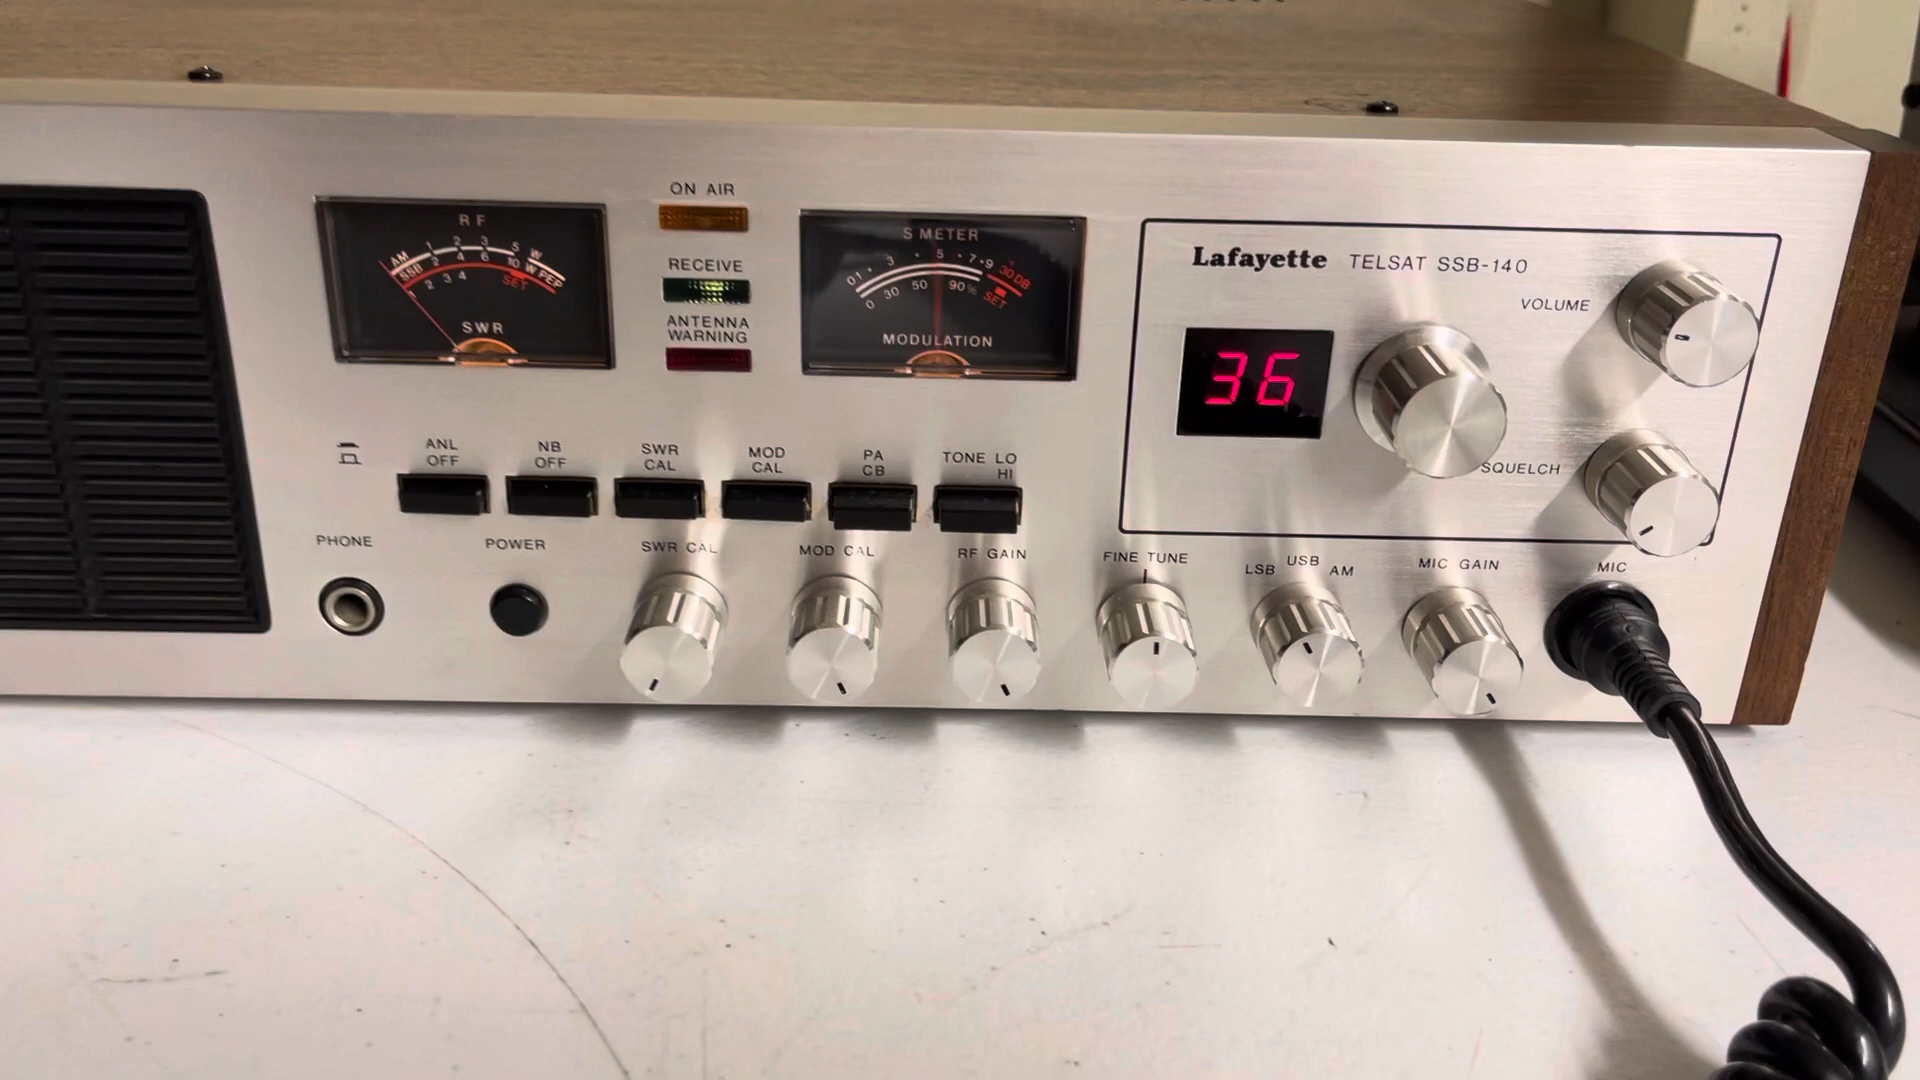 ON AIR
RECEIVE
ANTENNA
WARNING
R F
1 2 3 5 W
AM
SSB 2 4 6 10 W PEP
2 3 4 SET
SWR
S METER
0 1 · 3 · 5 · 7 · 9 + 30 DB
0 30 50 90 % SET
MODULATION
Lafayette TELSAT SSB-140
VOLUME
36
SQUELCH
ANL
OFF
NB
OFF
SWR
CAL
MOD
CAL
PA
CB
TONE LO
HI
PHONE
POWER
SWR CAL
MOD CAL
RF GAIN
FINE TUNE
LSB USB AM
MIC GAIN
MIC